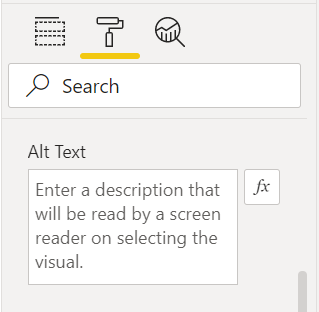 Search
Alt Text
Enter a description that
will be read by a screen
reader on selecting the
visual.
fx